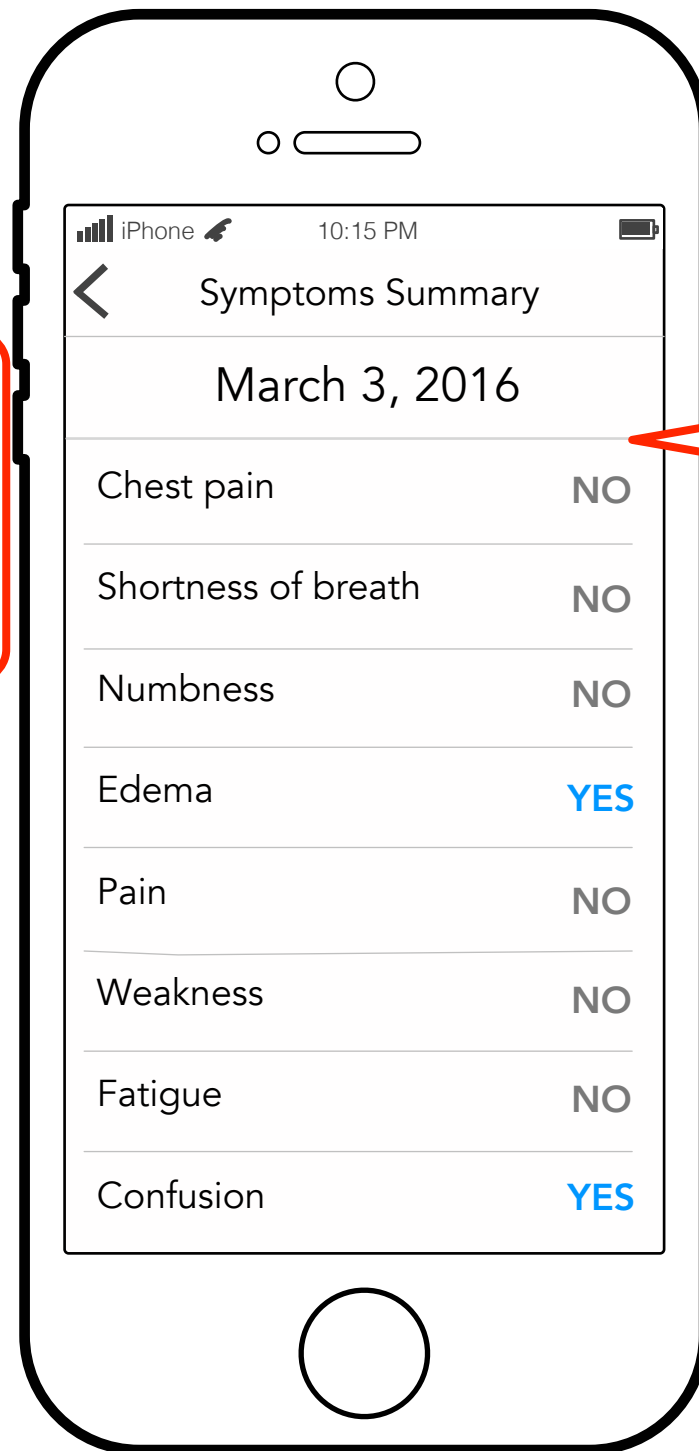 iPhone 10:15 PM
Symptoms Summary
March 3, 2016
Chest pain NO
Shortness of breath NO
Numbness NO
Edema YES
Pain NO
Weakness NO
Fatigue NO
Confusion YES